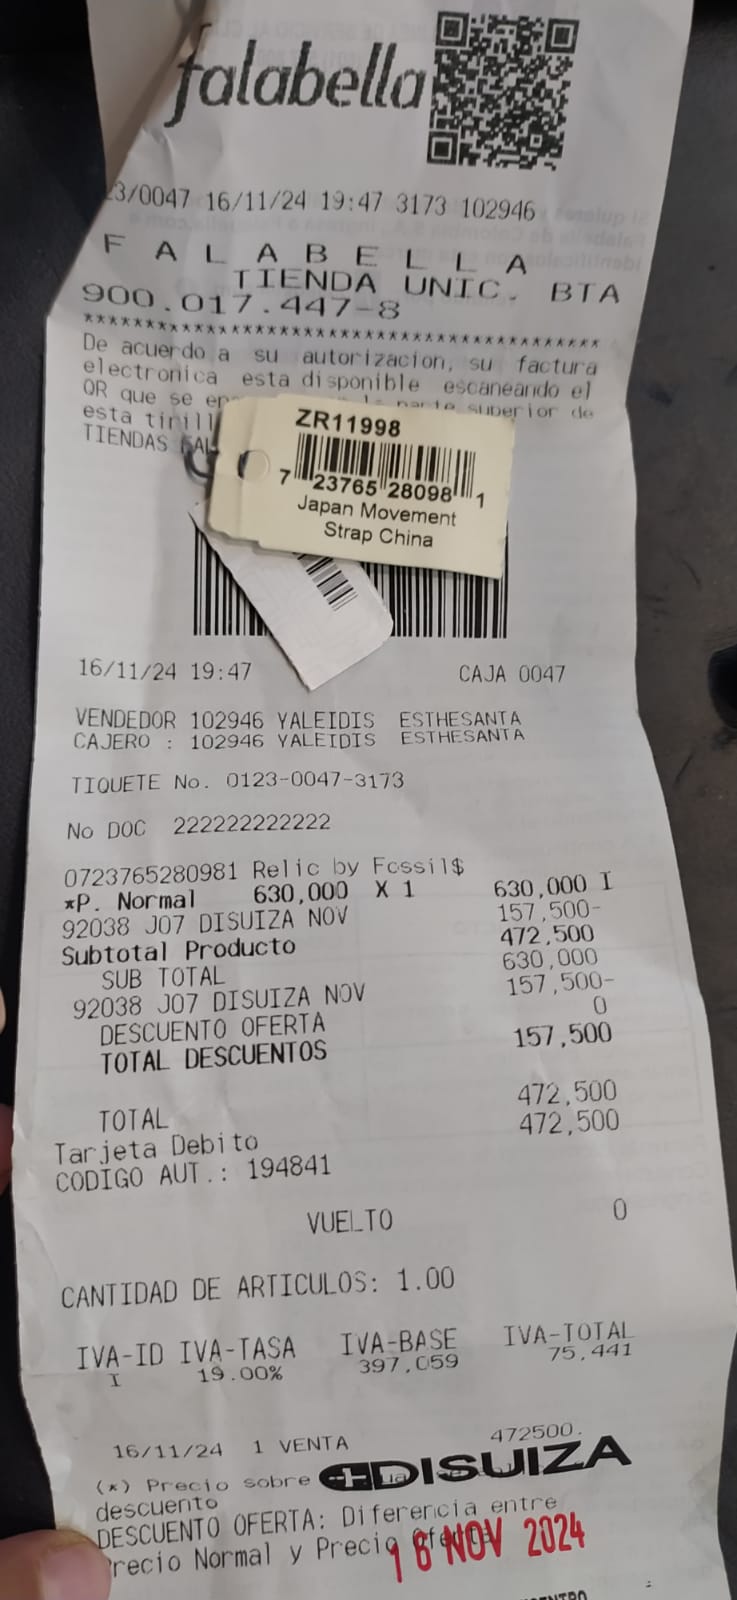 falabella
3/0047 16/11/24 19:47 3173 102946
F A L A B E L L A
TIENDA UNIC. BTA
900.017.447-8
******************************************
De acuerdo a su autorizacion, su factura
electronica esta disponible escaneando el
QR que se parte superior de
esta
TIENDAS
ZR11998
7 23765 28098 1
Japan Movement
Strap China
16/11/24 19:47 CAJA 0047
VENDEDOR 102946 YALEIDIS ESTHESANTA
CAJERO : 102946 YALEIDIS ESTHESANTA
TIQUETE No. 0123-0047-3173
No DOC 222222222222
0723765280981 Relic by Fossil$
*P. Normal 630,000 X 1 630,000 I
92038 J07 DISUIZA NOV 157,500-
Subtotal Producto 472,500
SUB TOTAL 630,000
92038 J07 DISUIZA NOV 157,500-
DESCUENTO OFERTA 0
TOTAL DESCUENTOS 157,500
TOTAL 472,500
Tarjeta Debito 472,500
CODIGO AUT.: 194841
VUELTO 0
CANTIDAD DE ARTICULOS: 1.00
IVA-ID IVA-TASA IVA-BASE IVA-TOTAL
I 19.00% 397,059 75,441
16/11/24 1 VENTA 472500.
(*) Precio sobre
DISUIZA
descuento
DESCUENTO OFERTA: Diferencia entre
Precio Normal y Precio Oferta
16 NOV 2024